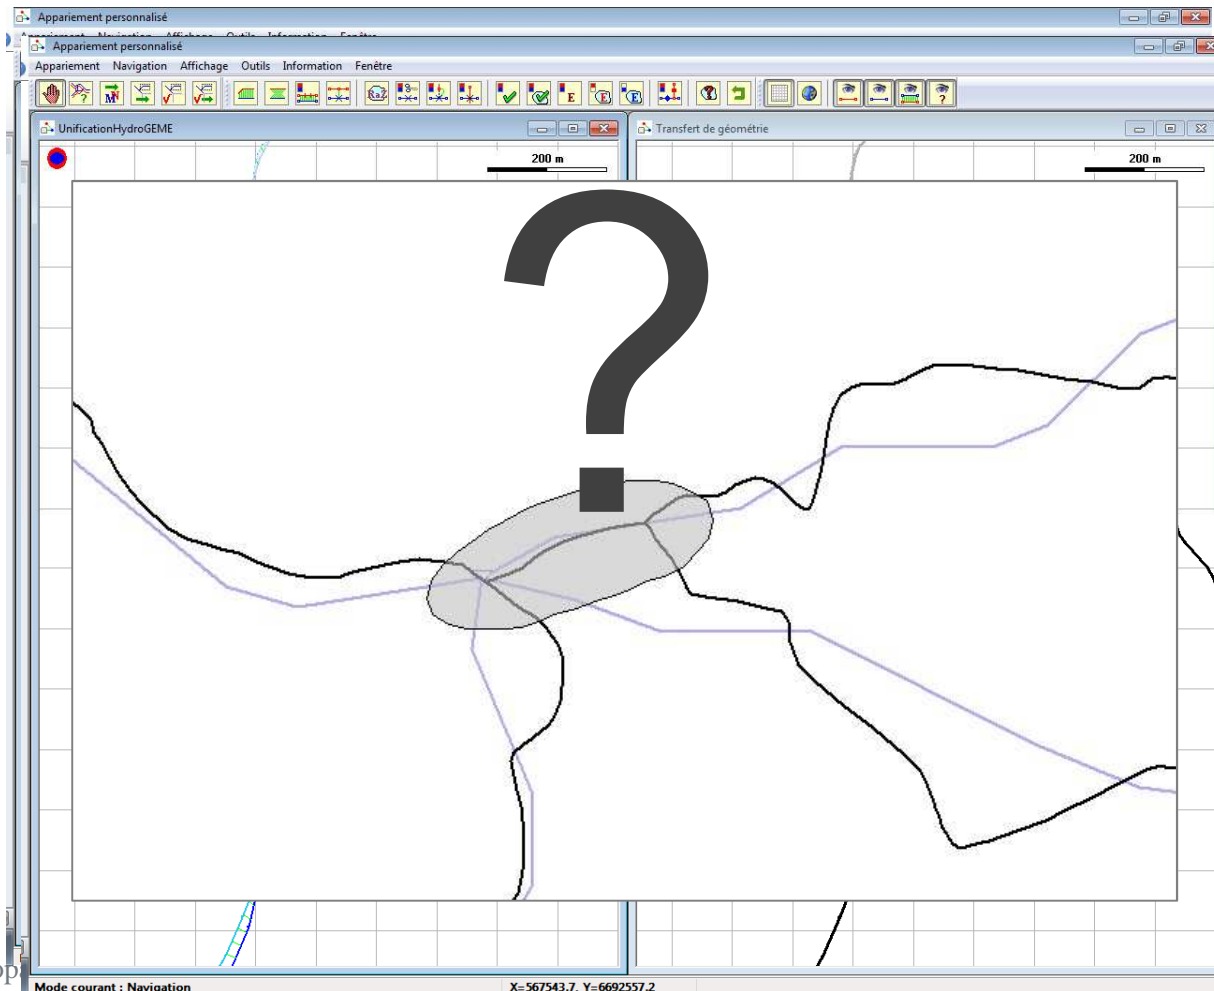 Appariement personnalisé
Appariement personnalisé
Appariement Navigation Affichage Outils Information Fenêtre
RaZ E E E
UnificationHydroGEME
Transfert de géométrie
200 m
200 m
?
Mode courant : Navigation X=567543.7, Y=6692557.2